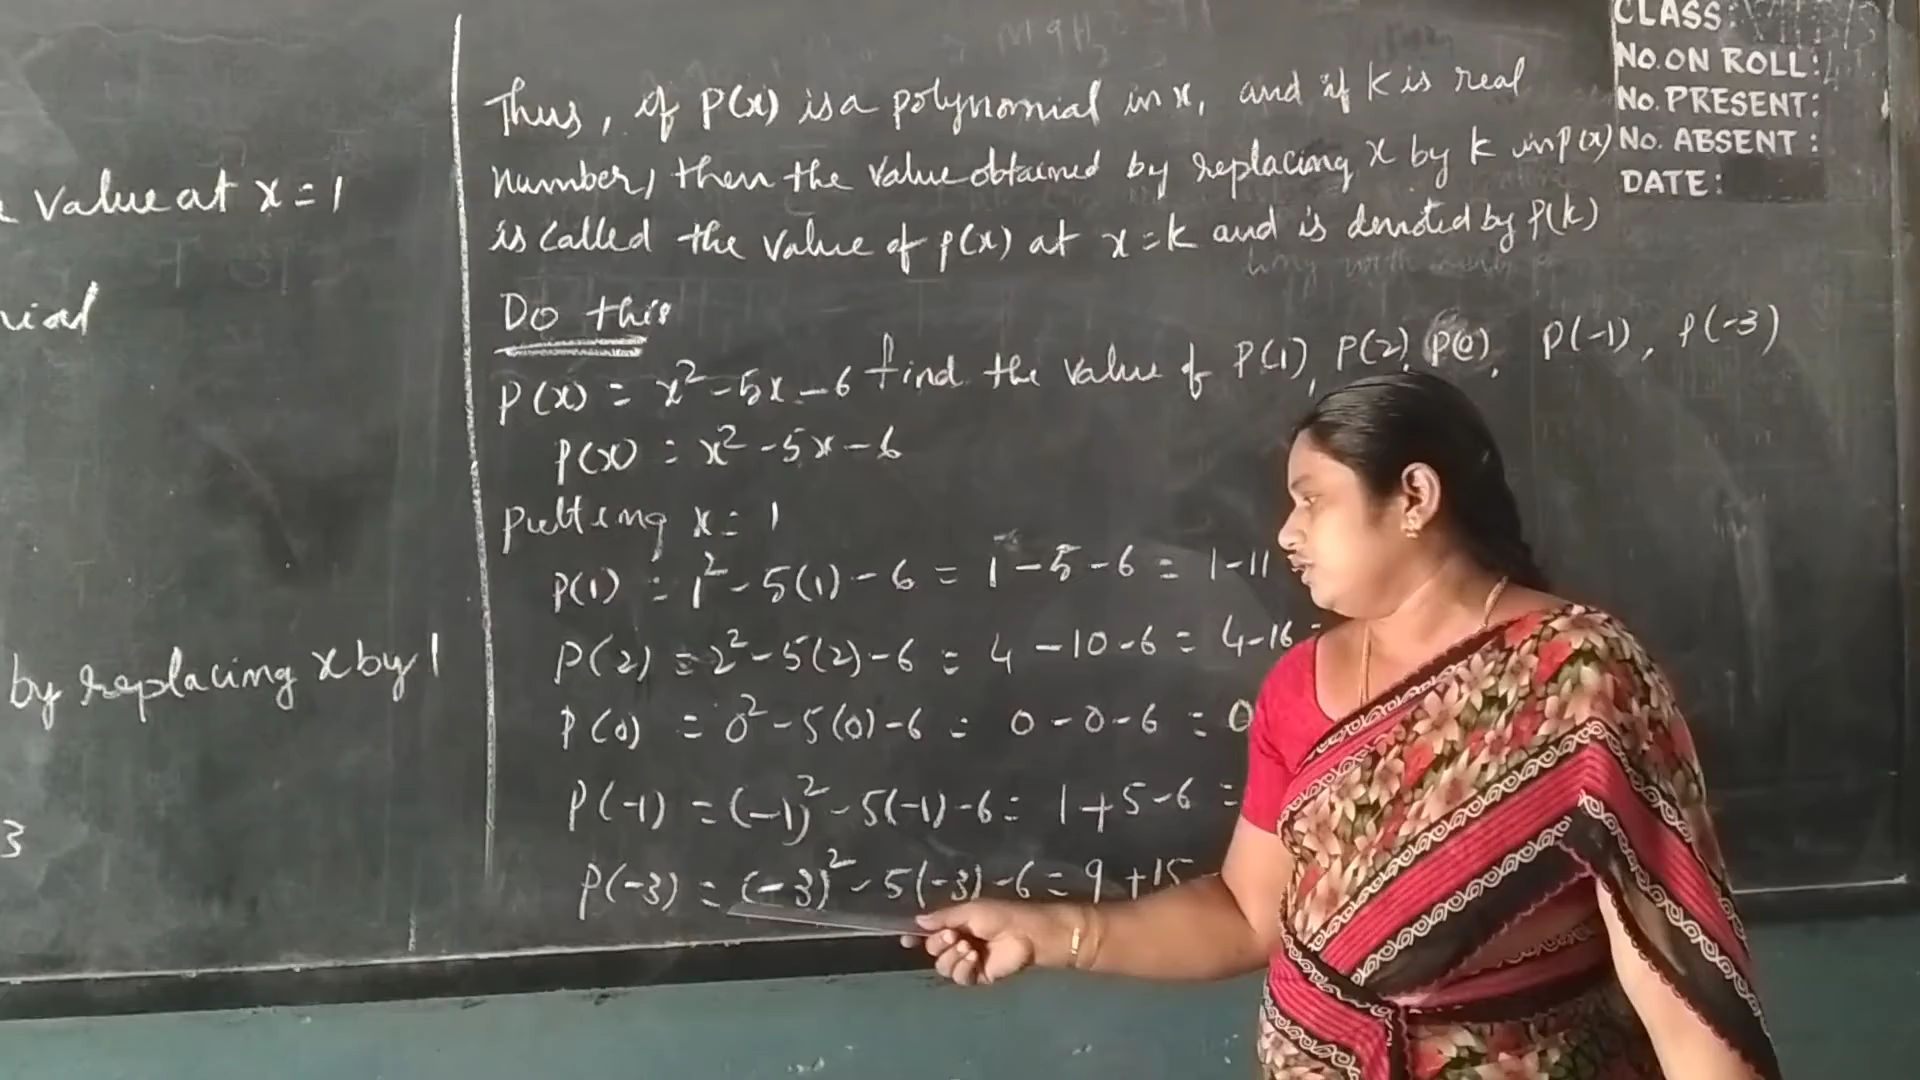 value at x = 1
by replacing x by 1
3
Thus, if P(x) is a polynomial in x, and if k is real
number, then the value obtained by replacing x by k in p(x)
is called the value of p(x) at x = k and is denoted by p(k)
Do this
P(x) = x² - 5x - 6 find the value of P(1), P(2), P(0), P(-1), P(-3)
P(x) = x² - 5x - 6
putting x = 1
P(1) = 1² - 5(1) - 6 = 1 - 5 - 6 = 1 - 11
P(2) = 2² - 5(2) - 6 = 4 - 10 - 6 = 4 - 16 =
P(0) = 0² - 5(0) - 6 = 0 - 0 - 6 = 0
P(-1) = (-1)² - 5(-1) - 6 = 1 + 5 - 6 =
P(-3) = (-3)² - 5(-3) - 6 = 9 + 15
CLASS:
NO. ON ROLL:
No. PRESENT:
No. ABSENT:
DATE: